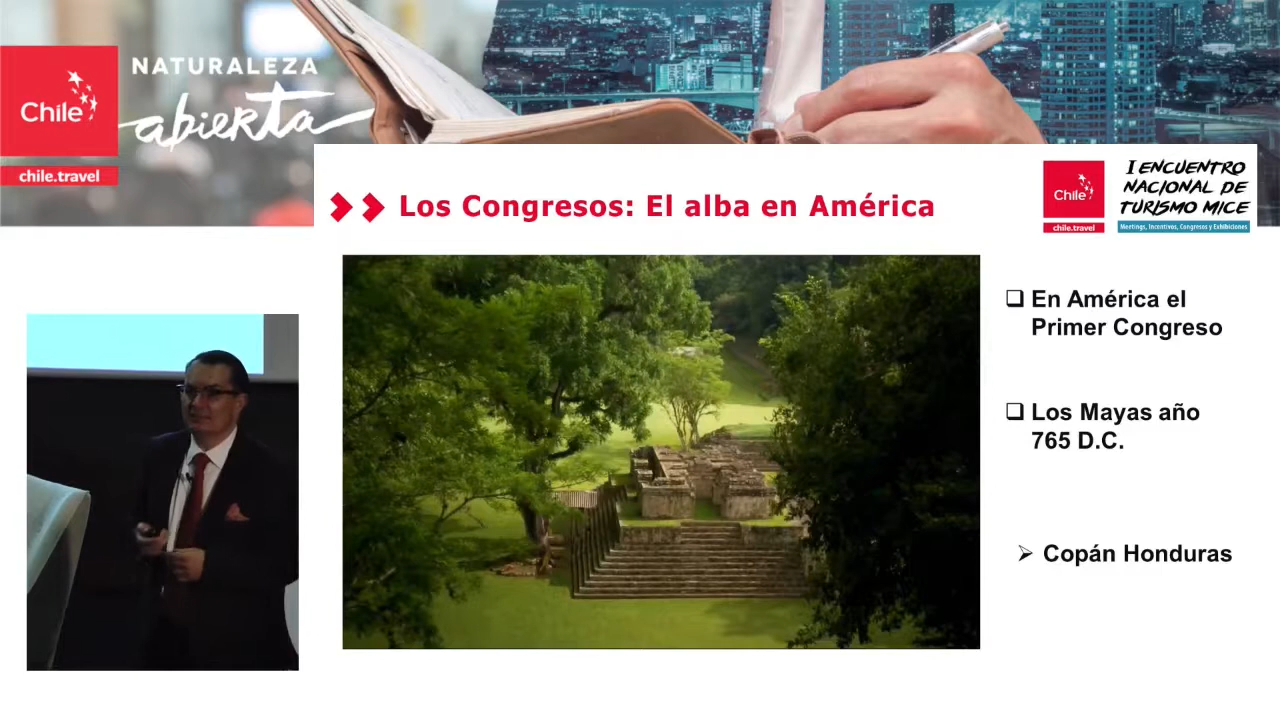 Chile
chile.travel
NATURALEZA
abierta
Los Congresos: El alba en América
Chile
chile.travel
I ENCUENTRO
NACIONAL DE
TURISMO MICE
Meetings, Incentivos, Congresos y Exhibiciones
En América el
Primer Congreso
Los Mayas año
765 D.C.
Copán Honduras